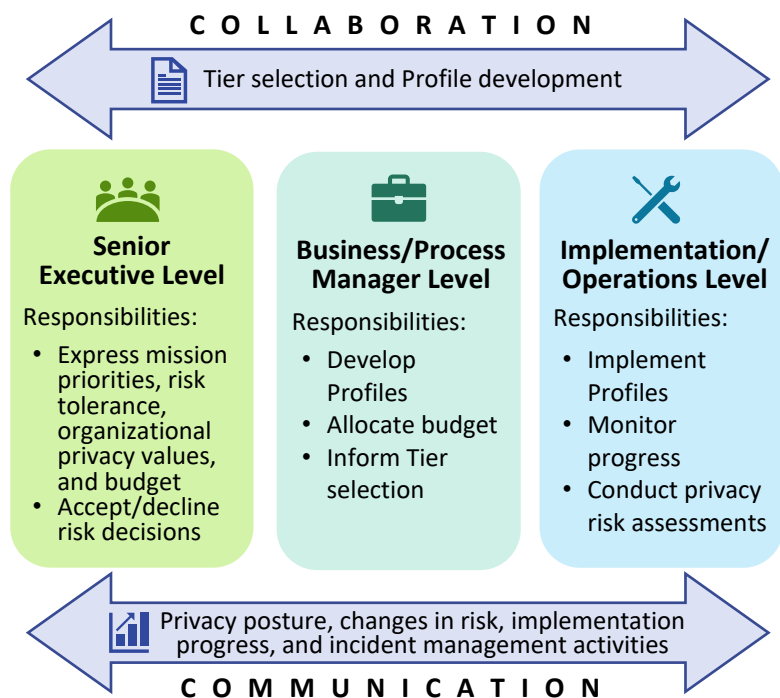 COLLABORATION
Tier selection and Profile development
Senior
Executive Level
Responsibilities:
• Express mission
priorities, risk
tolerance,
organizational
privacy values,
and budget
• Accept/decline
risk decisions
Business/Process
Manager Level
Responsibilities:
• Develop
Profiles
• Allocate budget
• Inform Tier
selection
Implementation/
Operations Level
Responsibilities:
• Implement
Profiles
• Monitor
progress
• Conduct privacy
risk assessments
Privacy posture, changes in risk, implementation
progress, and incident management activities
COMMUNICATION